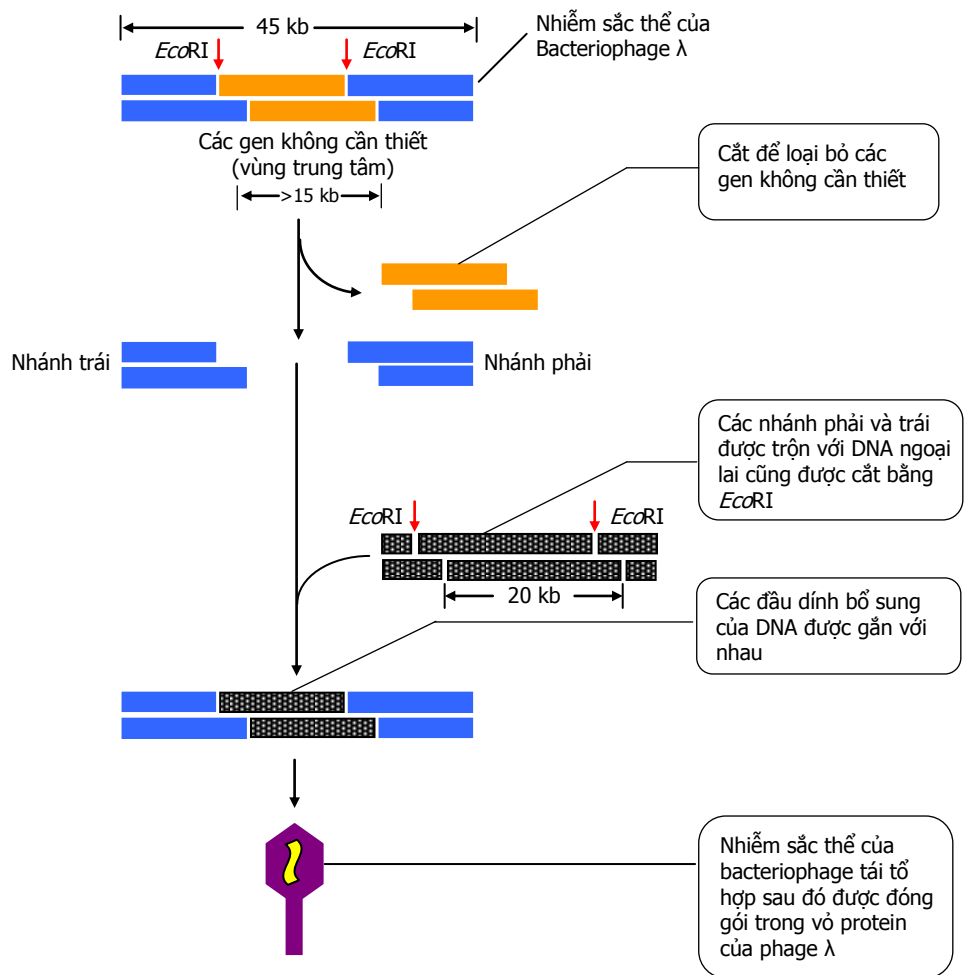 45 kb
Nhiễm sắc thể của
Bacteriophage λ
EcoRI
EcoRI
Các gen không cần thiết
(vùng trung tâm)
>15 kb
Cắt để loại bỏ các
gen không cần thiết
Nhánh trái
Nhánh phải
Các nhánh phải và trái
được trộn với DNA ngoại
lai cũng được cắt bằng
EcoRI
EcoRI
EcoRI
20 kb
Các đầu dính bổ sung
của DNA được gắn với
nhau
Nhiễm sắc thể của
bacteriophage tái tổ
hợp sau đó được đóng
gói trong vỏ protein
của phage λ